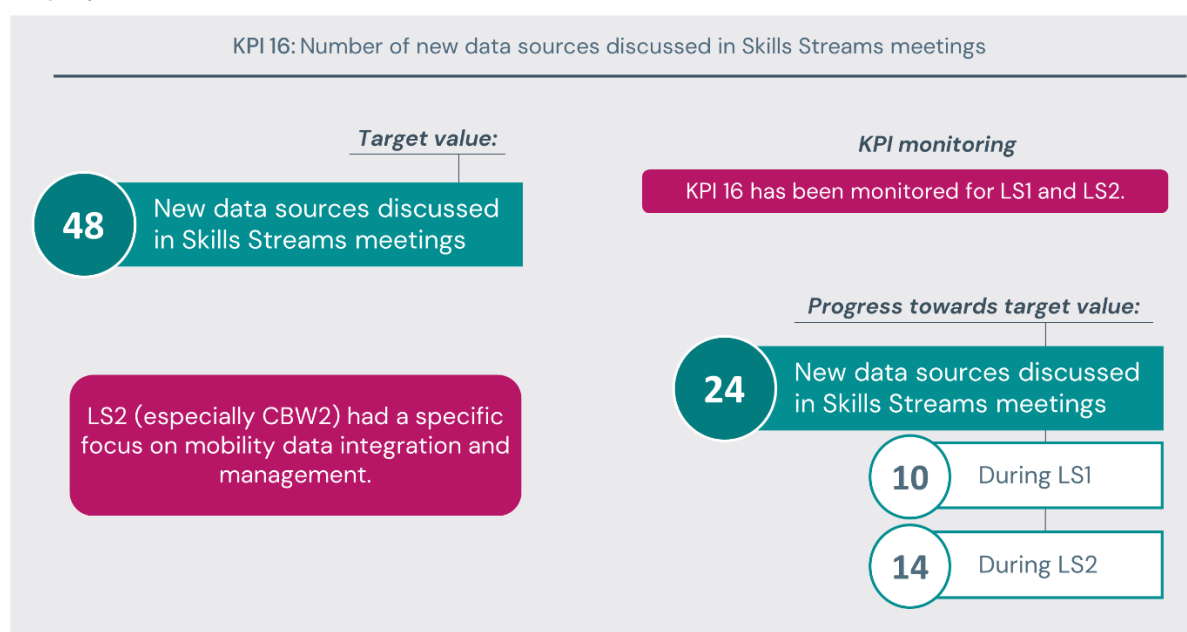 KPI 16: Number of new data sources discussed in Skills Streams meetings
Target value:
48
New data sources discussed
in Skills Streams meetings
LS2 (especially CBW2) had a specific
focus on mobility data integration and
management.
KPI monitoring
KPI 16 has been monitored for LS1 and LS2.
Progress towards target value:
24
New data sources discussed
in Skills Streams meetings
10
During LS1
14
During LS2